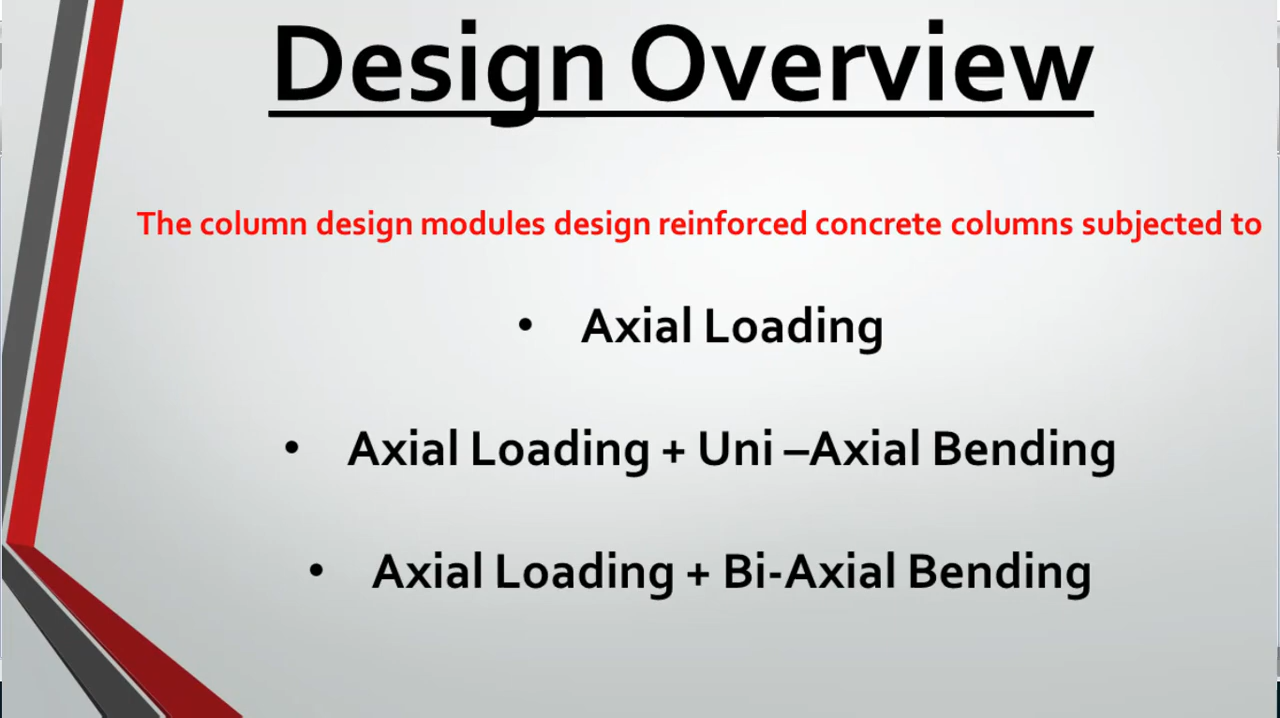 Design Overview
The column design modules design reinforced concrete columns subjected to
• Axial Loading
• Axial Loading + Uni –Axial Bending
• Axial Loading + Bi-Axial Bending